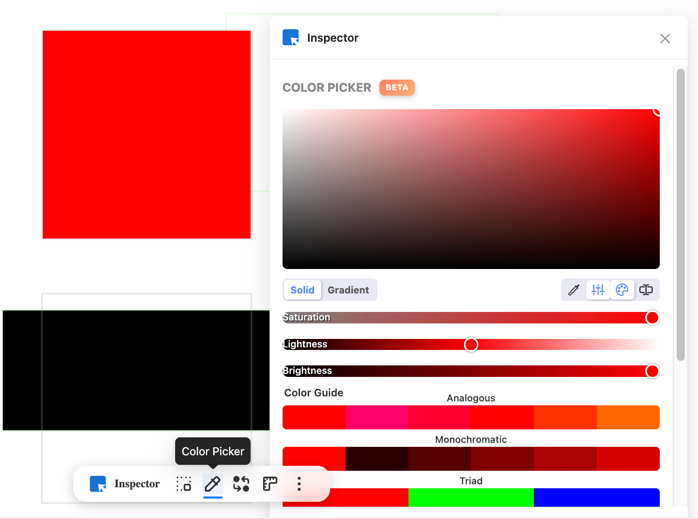 Inspector
COLOR PICKER BETA
Solid Gradient
Saturation
Lightness
Brightness
Color Guide
Analogous
Monochromatic
Triad
Color Picker
Inspector